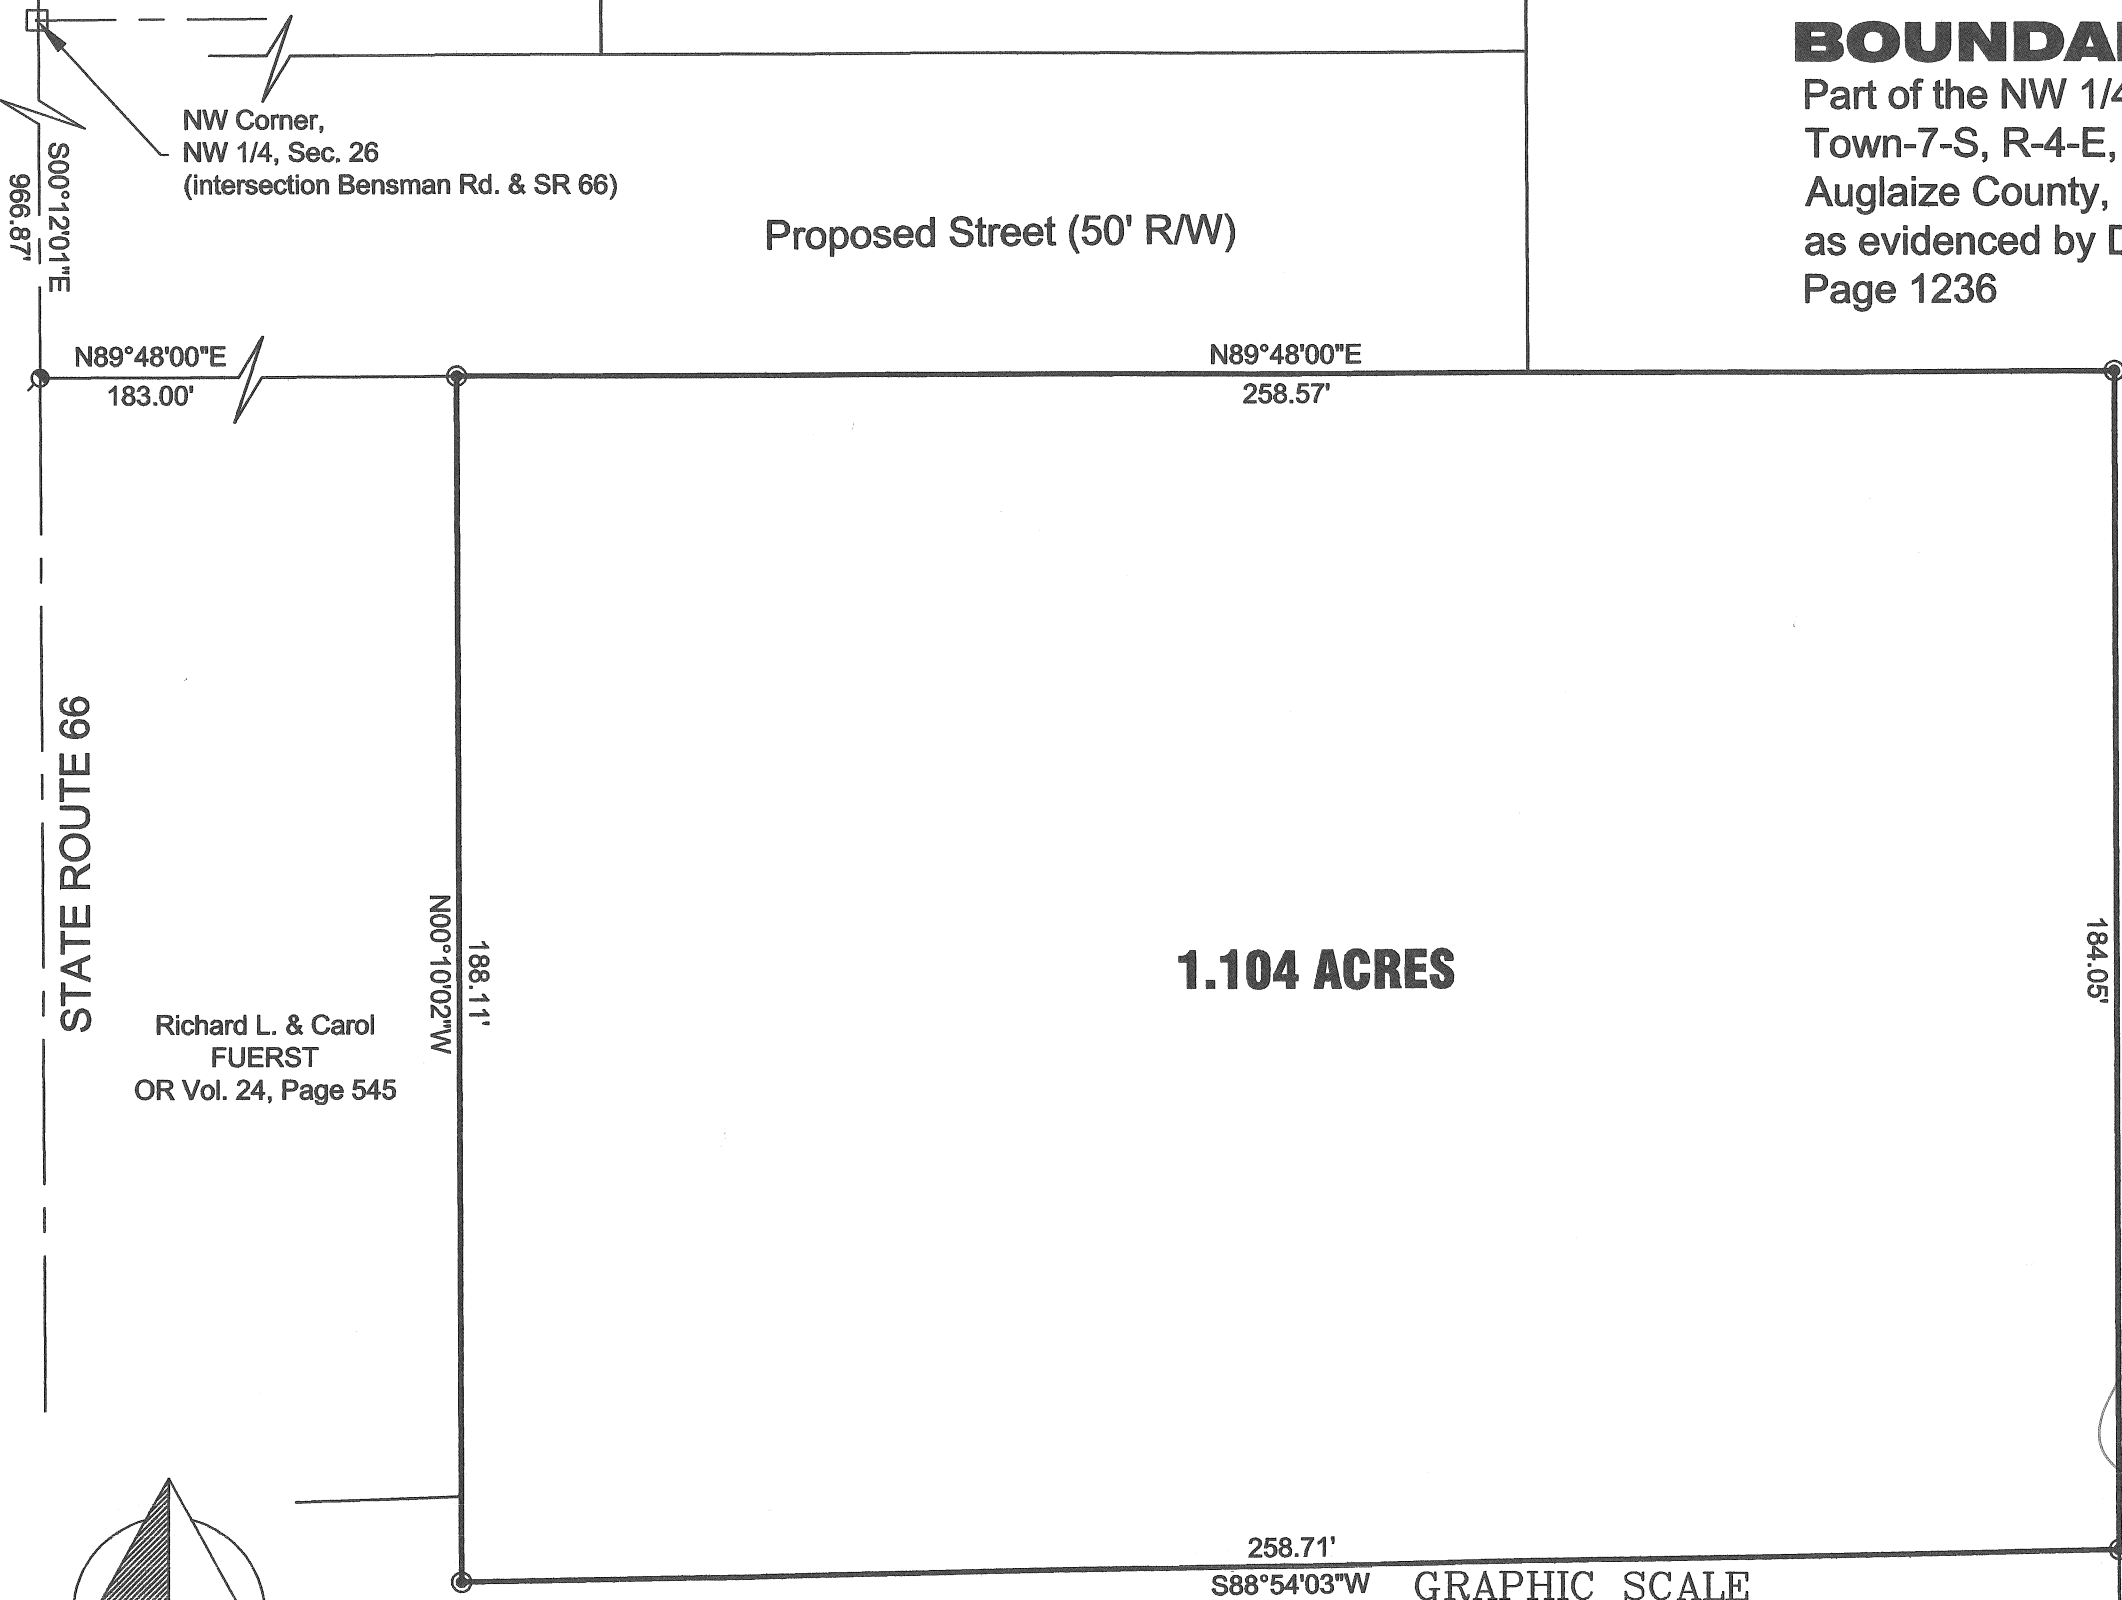 BOUNDA
Part of the NW 1/4
Town-7-S, R-4-E,
Auglaize County,
as evidenced by D
Page 1236
NW Corner,
NW 1/4, Sec. 26
(intersection Bensman Rd. & SR 66)
S00°12'01"E
966.87'
Proposed Street (50' R/W)
N89°48'00"E
183.00'
N89°48'00"E
258.57'
STATE ROUTE 66
Richard L. & Carol
FUERST
OR Vol. 24, Page 545
N00°10'02"W
188.11'
1.104 ACRES
184.05'
258.71'
S88°54'03"W
GRAPHIC SCALE